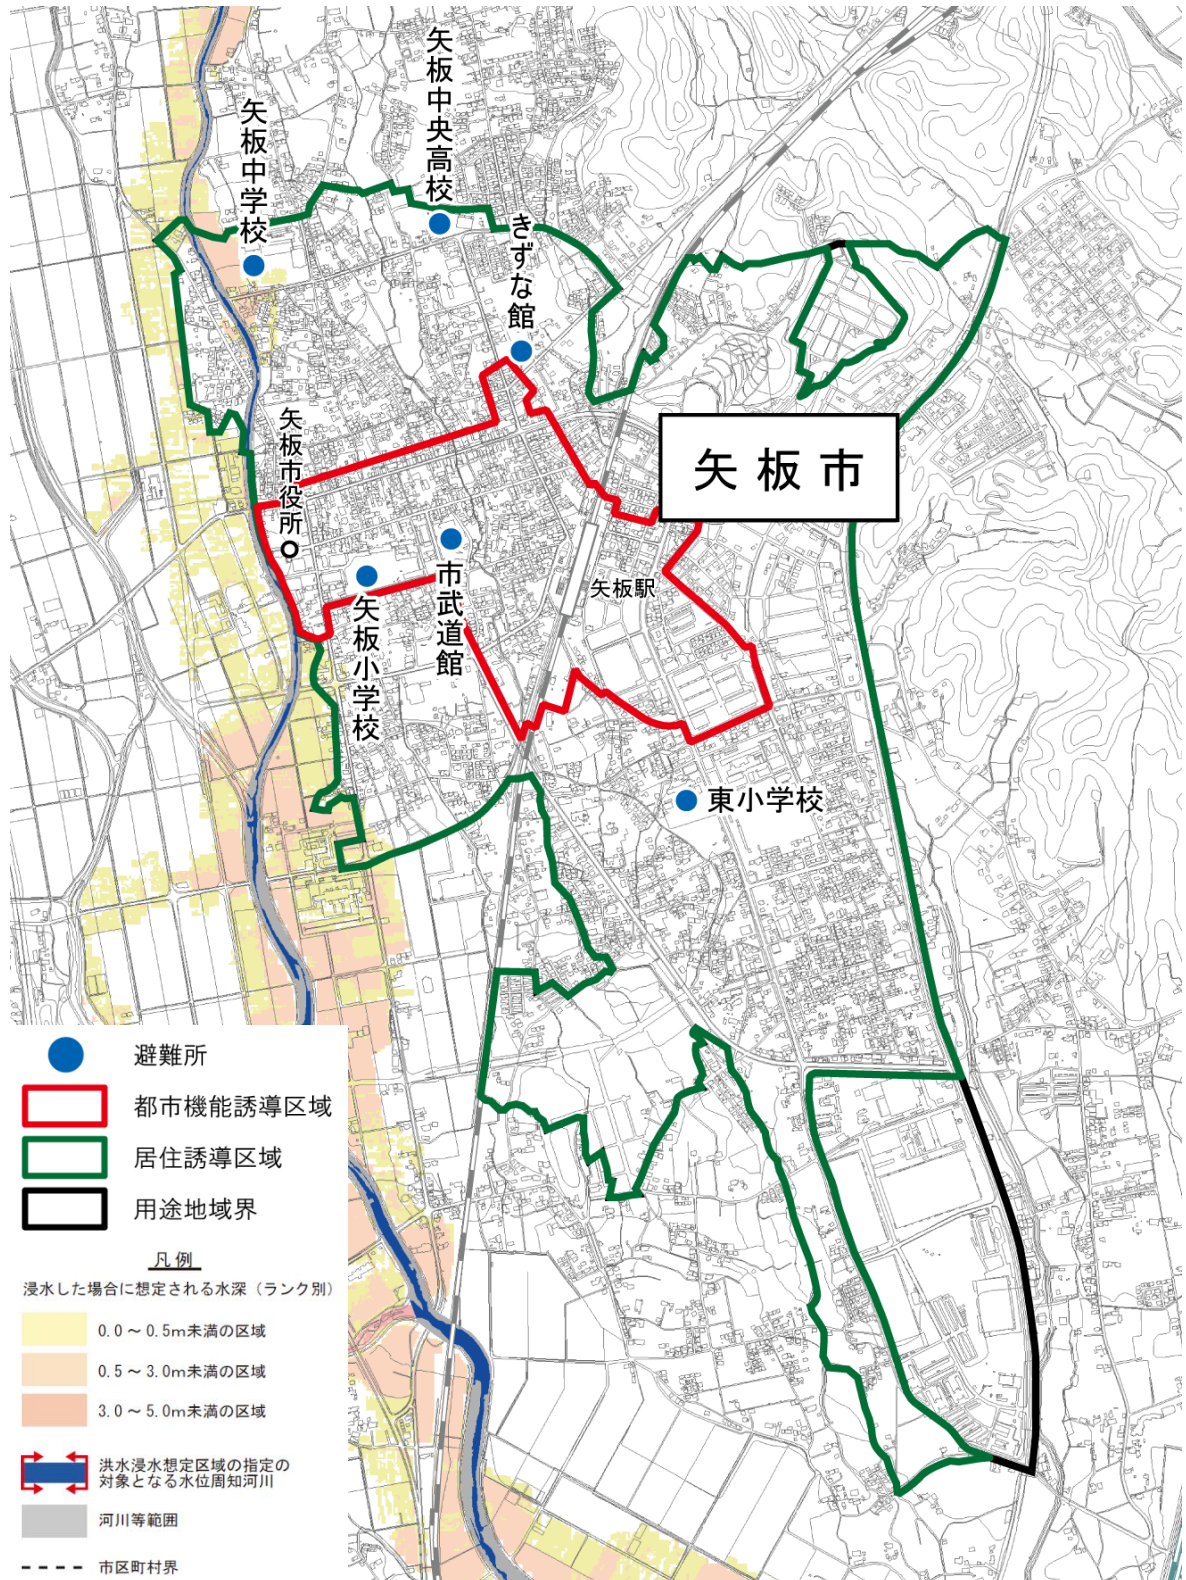 矢板中央高校
矢板中学校
きずな館
矢板市役所
矢板市
矢板駅
市武道館
矢板小学校
東小学校
避難所
都市機能誘導区域
居住誘導区域
用途地域界
凡例
浸水した場合に想定される水深（ランク別）
0.0～0.5m未満の区域
0.5～3.0m未満の区域
3.0～5.0m未満の区域
洪水浸水想定区域の指定の
対象となる水位周知河川
河川等範囲
市区町村界